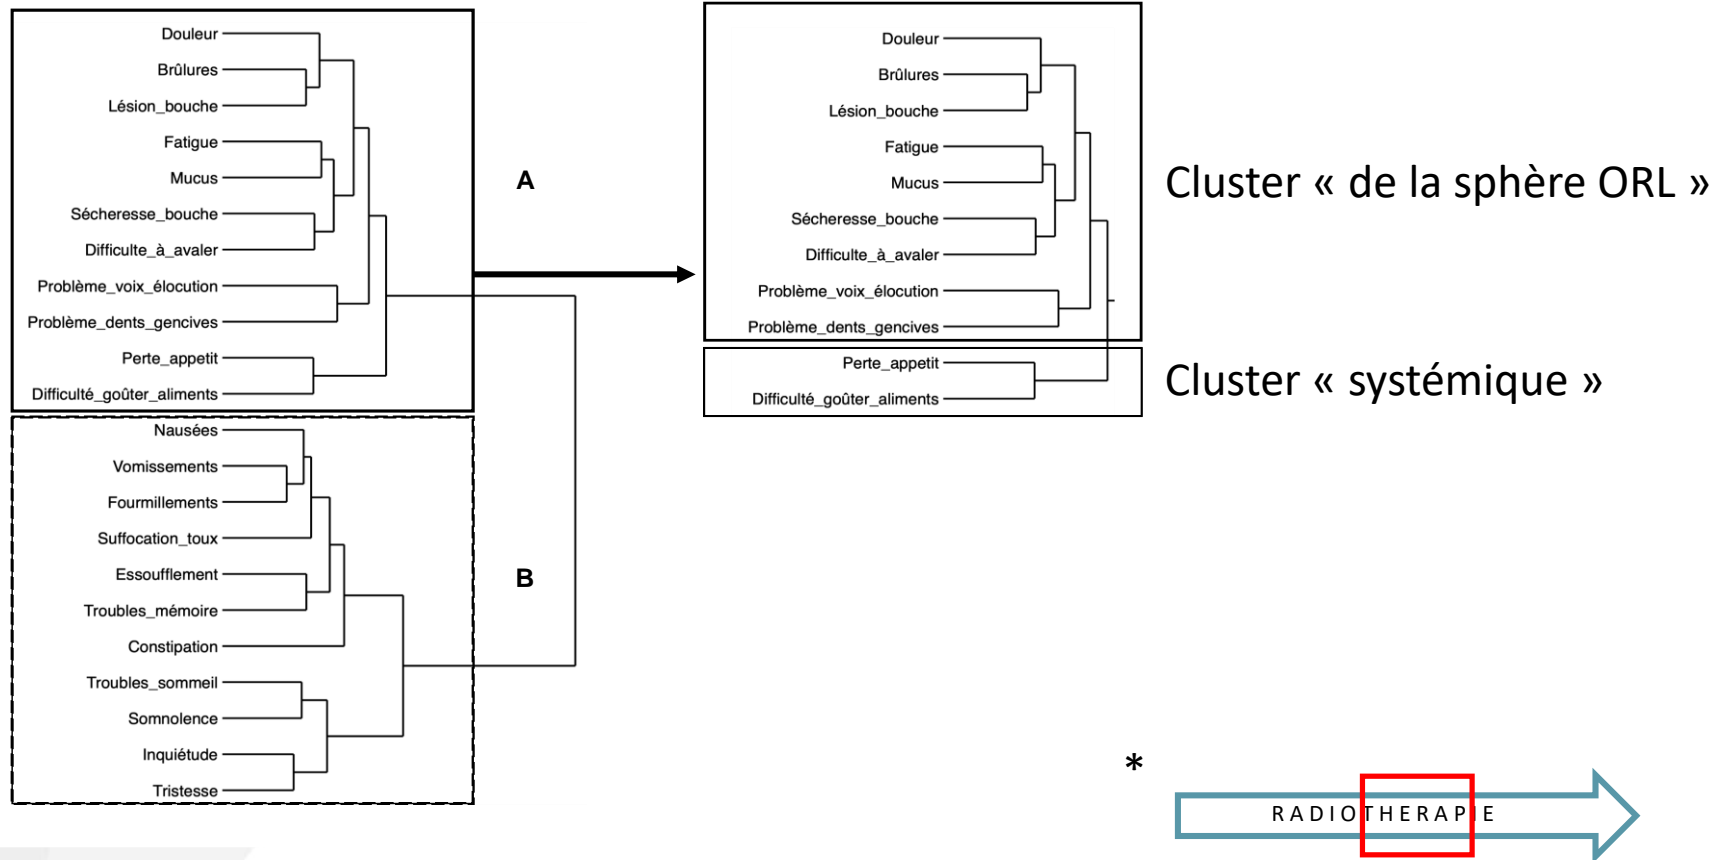 Douleur
Brûlures
Lésion_bouche
Fatigue
Mucus
Sécheresse_bouche
Difficulte_à_avaler
Problème_voix_élocution
Problème_dents_gencives
Perte_appetit
Difficulté_goûter_aliments
A
Nausées
Vomissements
Fourmillements
Suffocation_toux
Essoufflement
Troubles_mémoire
Constipation
Troubles_sommeil
Somnolence
Inquiétude
Tristesse
B
Douleur
Brûlures
Lésion_bouche
Fatigue
Mucus
Sécheresse_bouche
Difficulte_à_avaler
Problème_voix_élocution
Problème_dents_gencives
Perte_appetit
Difficulté_goûter_aliments
Cluster « de la sphère ORL »
Cluster « systémique »
*
RADIOTHERAPIE